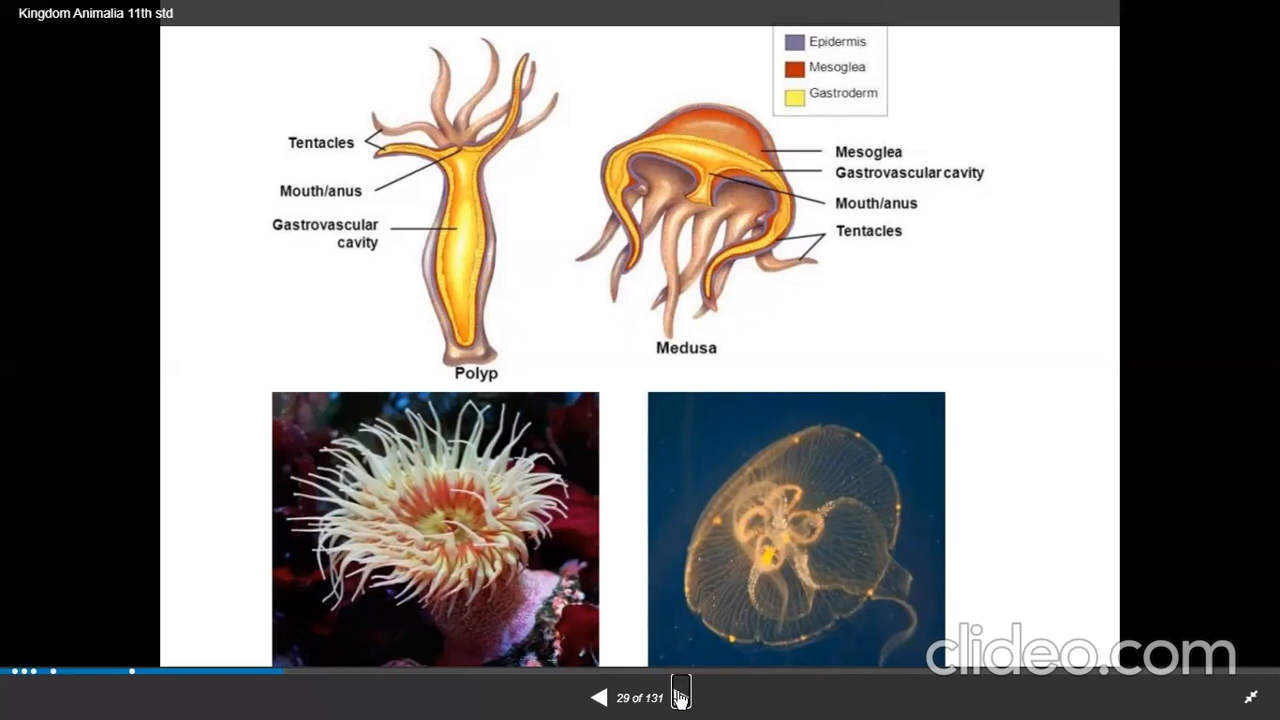 Kingdom Animalia 11th std
Epidermis
Mesoglea
Gastroderm
Tentacles
Mouth/anus
Gastrovascular
cavity
Polyp
Mesoglea
Gastrovascular cavity
Mouth/anus
Tentacles
Medusa
clideo.com
29 of 131